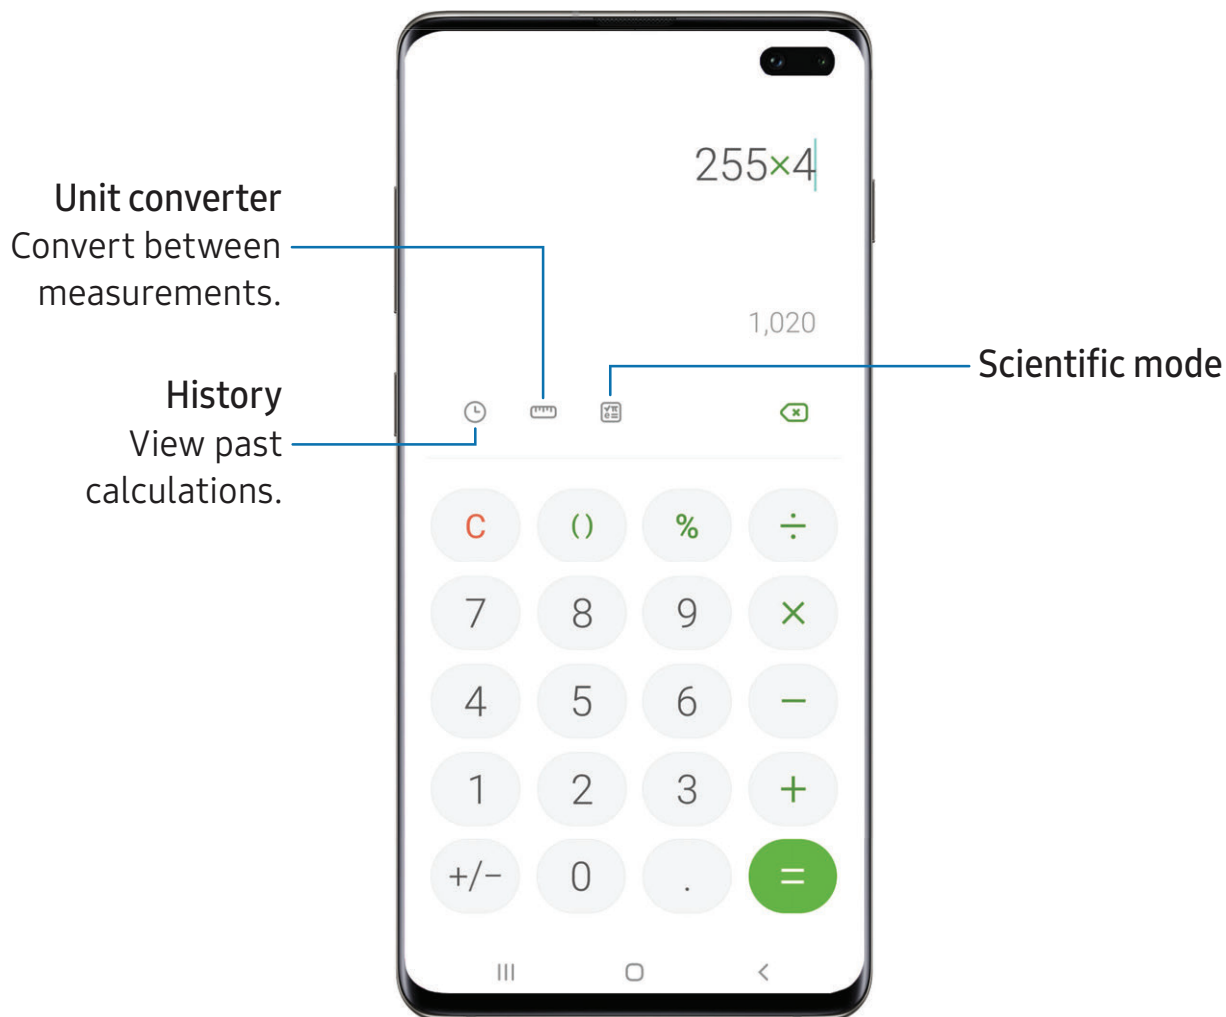 255×4
Unit converter
Convert between
measurements.
1,020
Scientific mode
History
View past
calculations.
C () % ÷
7 8 9 ×
4 5 6 −
1 2 3 +
+/− 0 . =